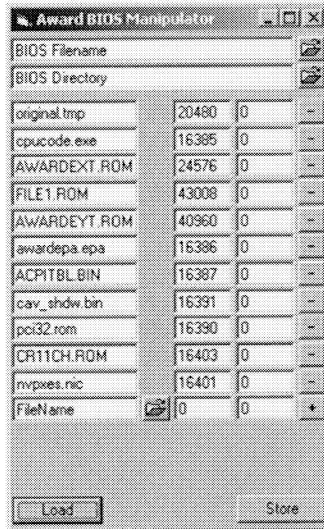 Award BIOS Manipulator
BIOS Filename
BIOS Directory
original.tmp 20480 0 -
cpucode.exe 16385 0 -
AWARDEXT.ROM 24576 0 -
FILE1.ROM 43008 0 -
AWARDEYT.ROM 40960 0 -
awardepa.epa 16386 0 -
ACPITBL.BIN 16387 0 -
cav_shdw.bin 16391 0 -
pci32.rom 16390 0 -
CR11CH.ROM 16403 0 -
nvpxes.nic 16401 0 -
FileName 0 0 +
Load Store